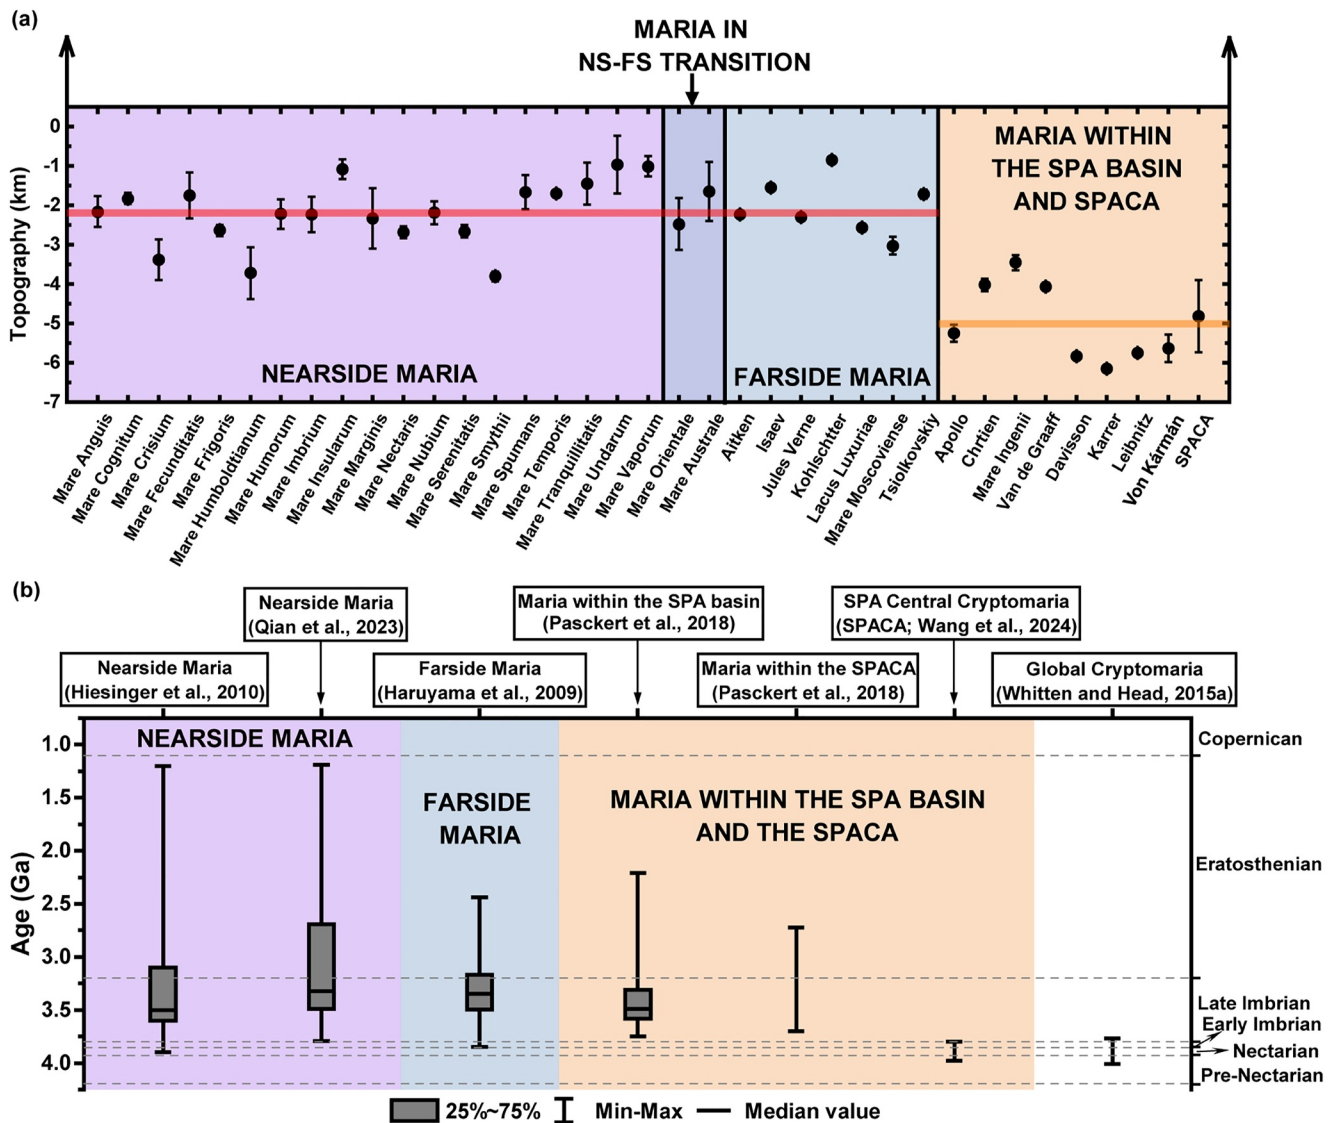 (a)
MARIA IN
NS-FS TRANSITION
0
-1
-2
-3
-4
-5
-6
-7
Topography (km)
NEARSIDE MARIA
FARSIDE MARIA
MARIA WITHIN
THE SPA BASIN
AND SPACA
Mare Anguis
Mare Cognitum
Mare Crisium
Mare Fecunditatis
Mare Frigoris
Mare Humboldtianum
Mare Humorum
Mare Imbrium
Mare Insularum
Mare Marginis
Mare Nectaris
Mare Nubium
Mare Serenitatis
Mare Smythii
Mare Spumans
Mare Temporis
Mare Tranquillitatis
Mare Undarum
Mare Vaporum
Mare Orientale
Mare Australe
Aitken
Isaev
Jules Verne
Kohlschtter
Lacus Luxuriae
Mare Moscoviense
Tsiolkovskiy
Apollo
Chrtien
Mare Ingenii
Van de Graaff
Davisson
Karrer
Leibnitz
Von Kármán
SPACA
(b)
Nearside Maria
(Hiesinger et al., 2010)
Nearside Maria
(Qian et al., 2023)
Farside Maria
(Haruyama et al., 2009)
Maria within the SPA basin
(Pasckert et al., 2018)
Maria within the SPACA
(Pasckert et al., 2018)
SPA Central Cryptomaria
(SPACA; Wang et al., 2024)
Global Cryptomaria
(Whitten and Head, 2015a)
1.0
1.5
2.0
2.5
3.0
3.5
4.0
Age (Ga)
NEARSIDE MARIA
FARSIDE
MARIA
MARIA WITHIN THE SPA BASIN
AND THE SPACA
Copernican
Eratosthenian
Late Imbrian
Early Imbrian
Nectarian
Pre-Nectarian
25%~75%
Min-Max
Median value